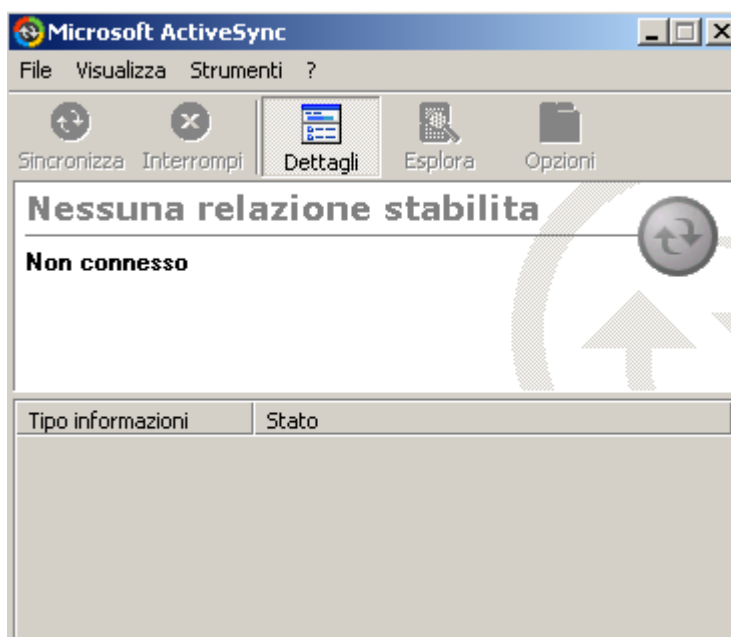 Microsoft ActiveSync
File Visualizza Strumenti ?
Sincronizza Interrompi Dettagli Esplora Opzioni
Nessuna relazione stabilita
Non connesso
Tipo informazioni Stato